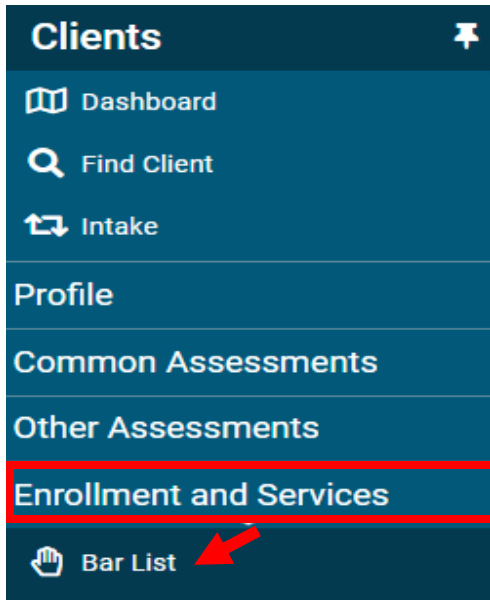 Clients
Dashboard
Find Client
Intake
Profile
Common Assessments
Other Assessments
Enrollment and Services
Bar List